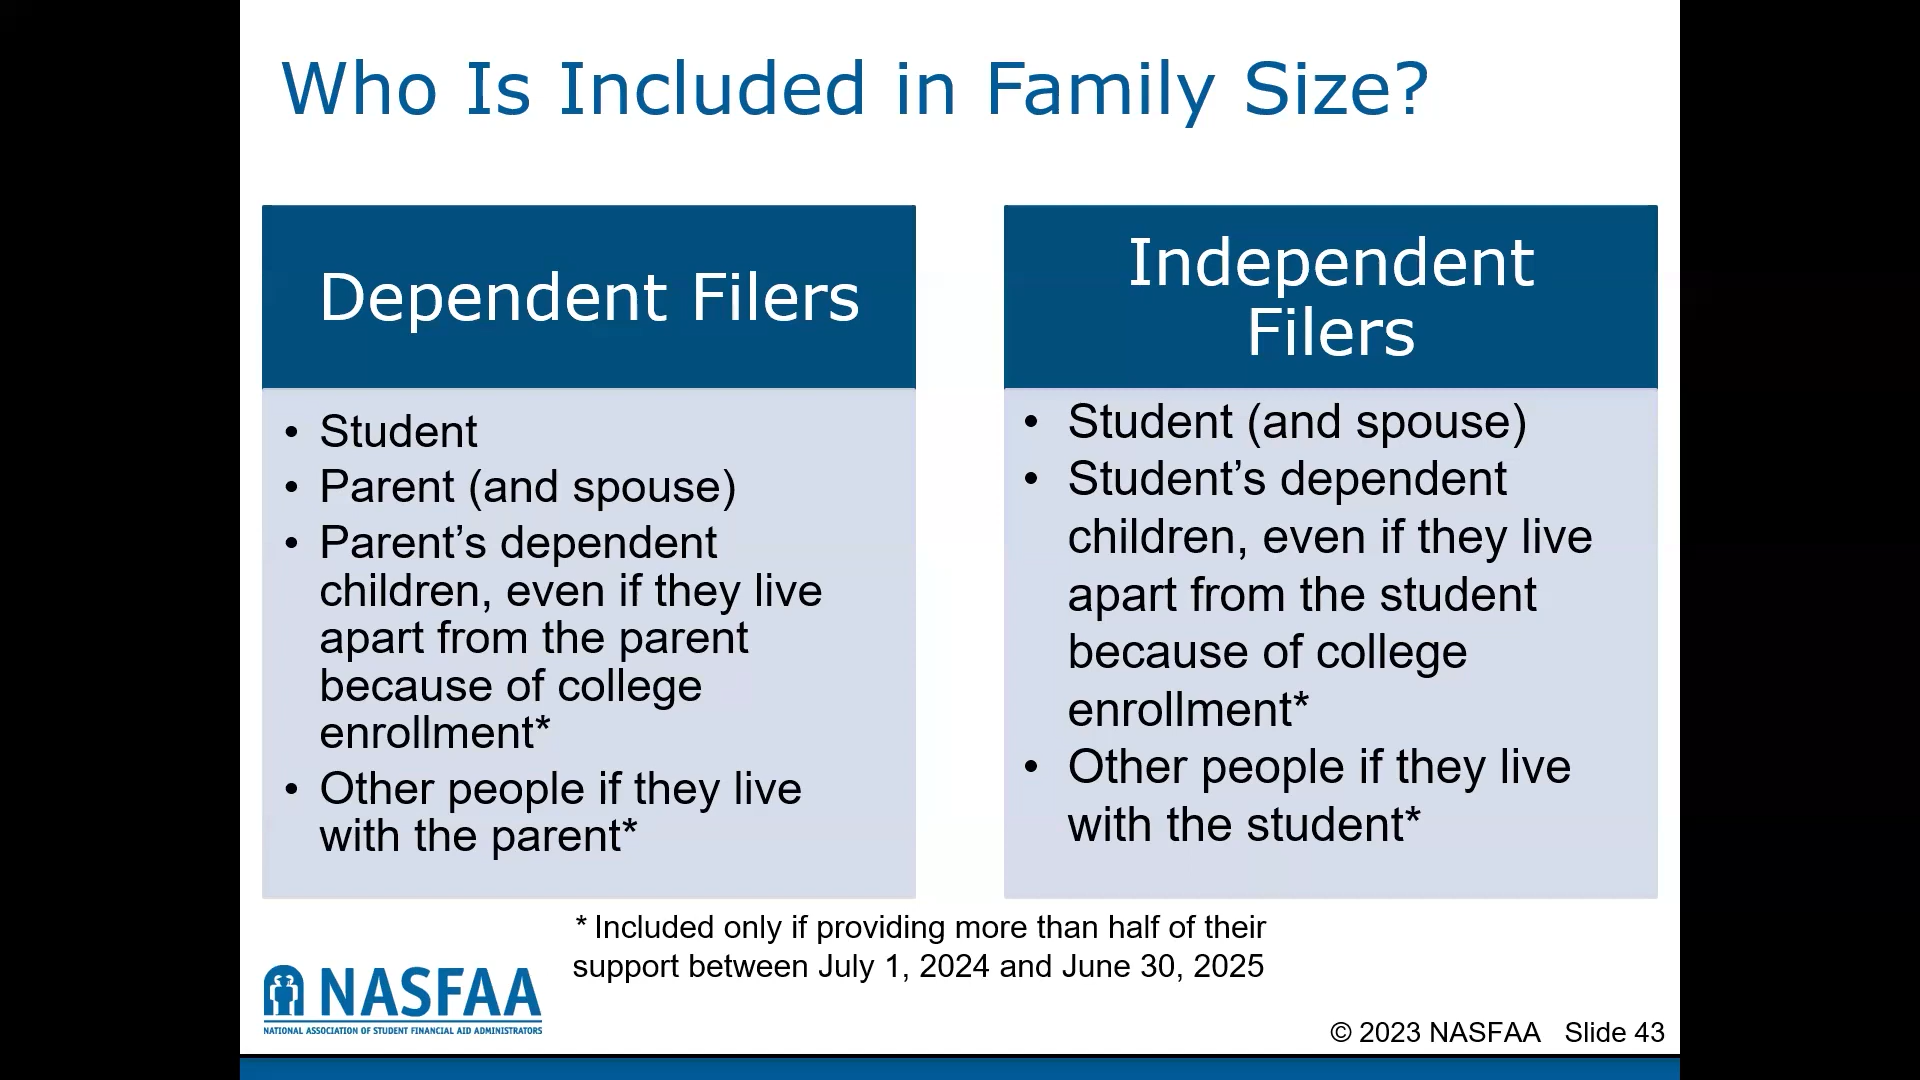 Who Is Included in Family Size?
Dependent Filers
• Student
• Parent (and spouse)
• Parent’s dependent
children, even if they live
apart from the parent
because of college
enrollment*
• Other people if they live
with the parent*
Independent
Filers
• Student (and spouse)
• Student’s dependent
children, even if they live
apart from the student
because of college
enrollment*
• Other people if they live
with the student*
* Included only if providing more than half of their
support between July 1, 2024 and June 30, 2025
NASFAA
NATIONAL ASSOCIATION OF STUDENT FINANCIAL AID ADMINISTRATORS
© 2023 NASFAA Slide 43